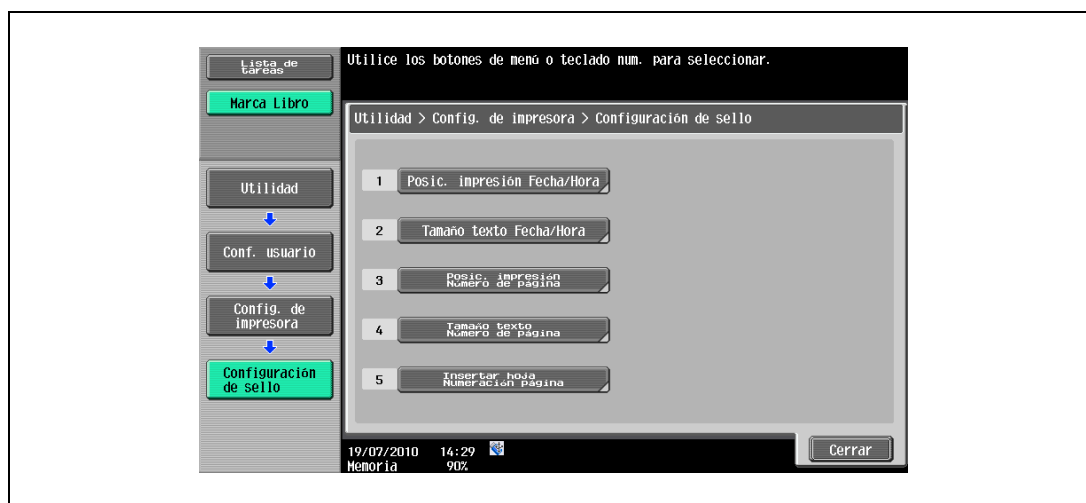 Lista de
tareas
Utilice los botones de menú o teclado num. para seleccionar.
Marca Libro
Utilidad > Config. de impresora > Configuración de sello
Utilidad
Conf. usuario
Config. de
impresora
Configuración
de sello
1 Posic. impresión Fecha/Hora
2 Tamaño texto Fecha/Hora
3 Posic. impresión
Número de página
4 Tamaño texto
Número de página
5 Insertar hoja
Numeración página
19/07/2010 14:29
Memoria 90%
Cerrar